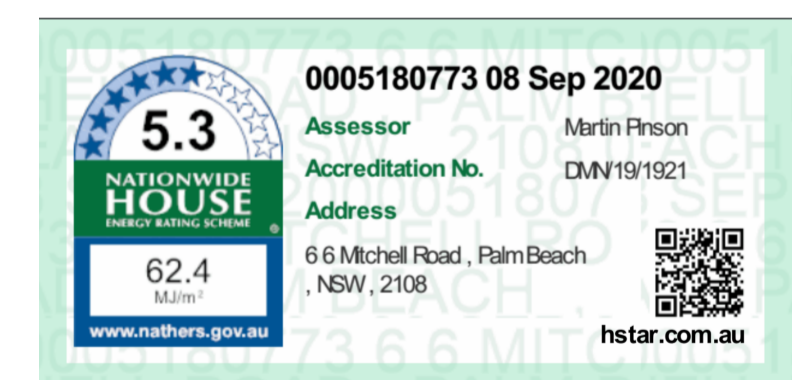 0005180773 08 Sep 2020
5.3
NATIONWIDE
HOUSE
ENERGY RATING SCHEME
62.4
MJ/m²
www.nathers.gov.au
Assessor Martin Pinson
Accreditation No. DMN/19/1921
Address
6 6 Mitchell Road , Palm Beach
, NSW , 2108
hstar.com.au